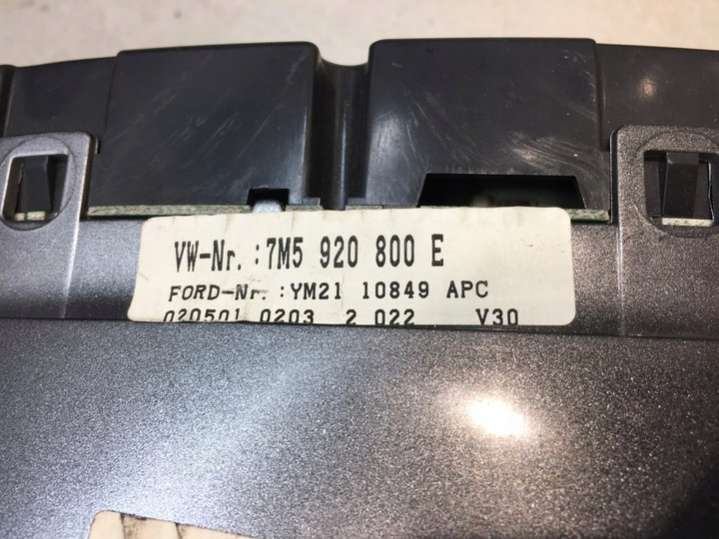 VW-Nr. :7M5 920 800 E
FORD-Nr. :YM21 10849 APC
020501 0203 2 022 V30